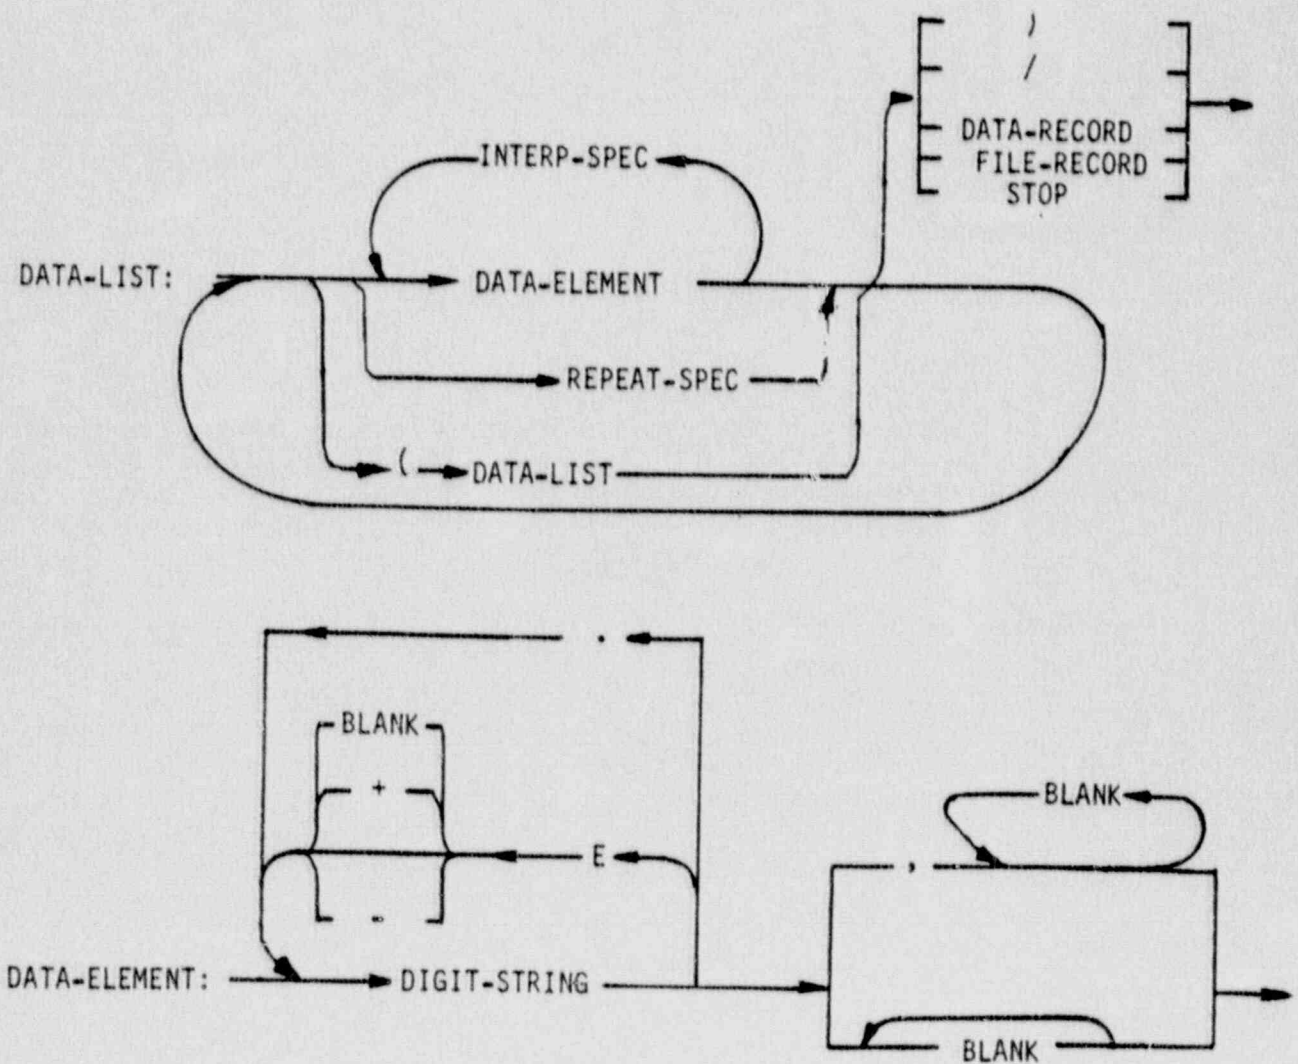 )
/
DATA-RECORD
FILE-RECORD
STOP
INTERP-SPEC
DATA-LIST: DATA-ELEMENT
REPEAT-SPEC
( DATA-LIST
.
BLANK
+
BLANK
E
,
-
DATA-ELEMENT: DIGIT-STRING
BLANK